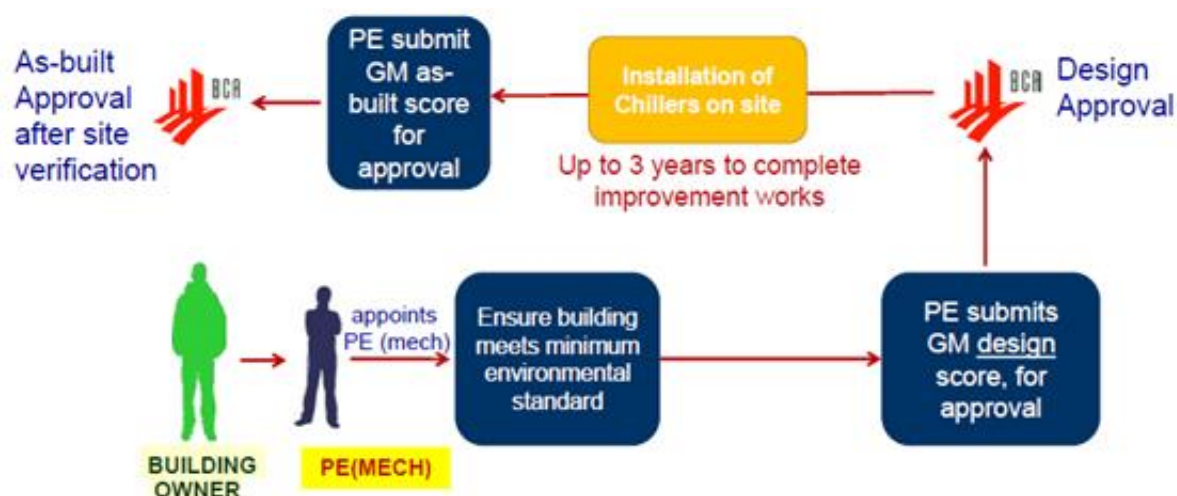 As-built
Approval
after site
verification
BCA
PE submit
GM as-
built score
for
approval
Installation of
Chillers on site
Up to 3 years to complete
improvement works
BCA
Design
Approval
BUILDING
OWNER
PE(MECH)
appoints
PE (mech)
Ensure building
meets minimum
environmental
standard
PE submits
GM design
score, for
approval